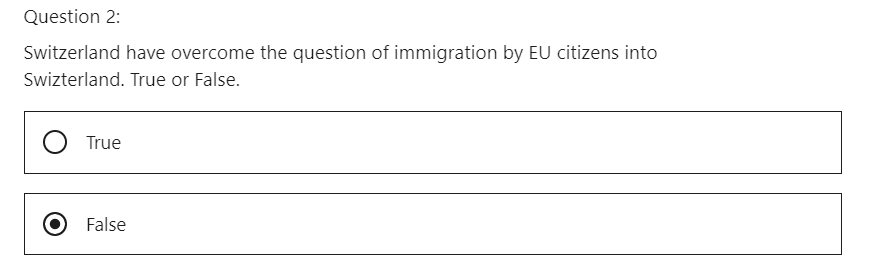 Question 2:
Switzerland have overcome the question of immigration by EU citizens into
Swizterland. True or False.
True
False